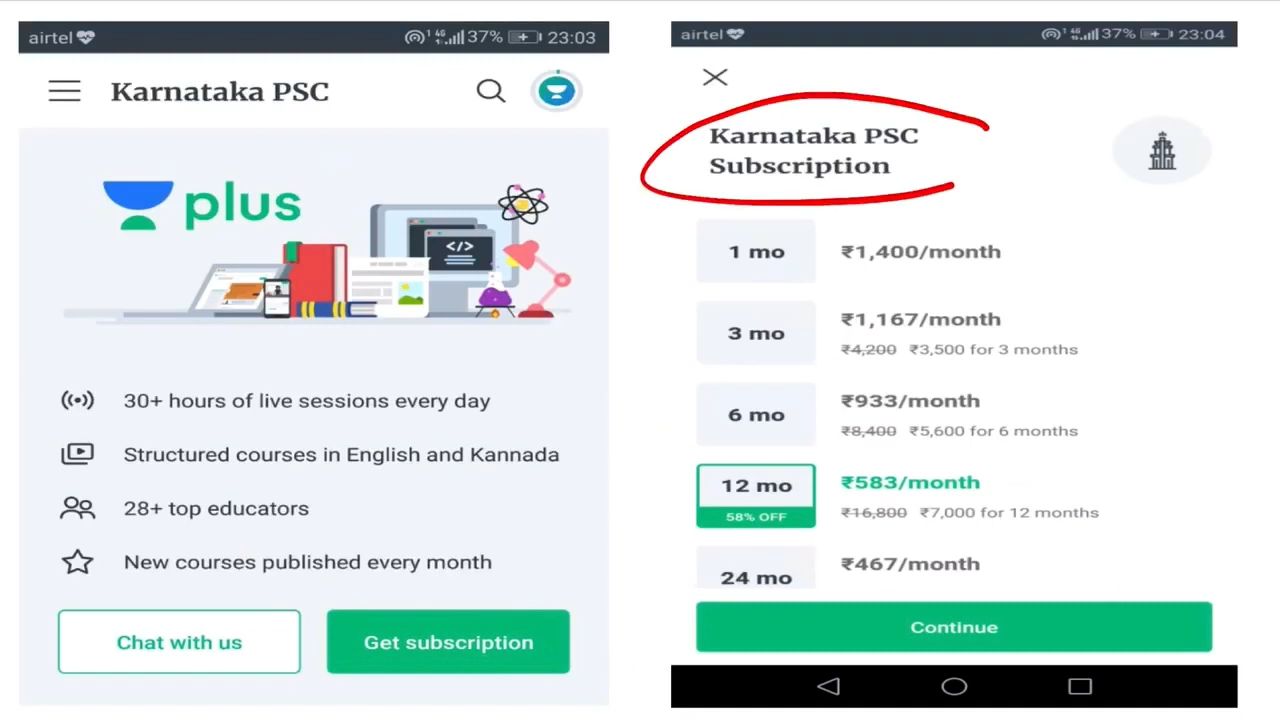 airtel
1 4G 37% 23:03
Karnataka PSC
plus
</>
30+ hours of live sessions every day
Structured courses in English and Kannada
28+ top educators
New courses published every month
Chat with us
Get subscription
airtel
1 4G 37% 23:04
Karnataka PSC
Subscription
1 mo
₹1,400/month
3 mo
₹1,167/month
₹4,200 ₹3,500 for 3 months
6 mo
₹933/month
₹8,400 ₹5,600 for 6 months
12 mo
58% OFF
₹583/month
₹16,800 ₹7,000 for 12 months
24 mo
₹467/month
Continue